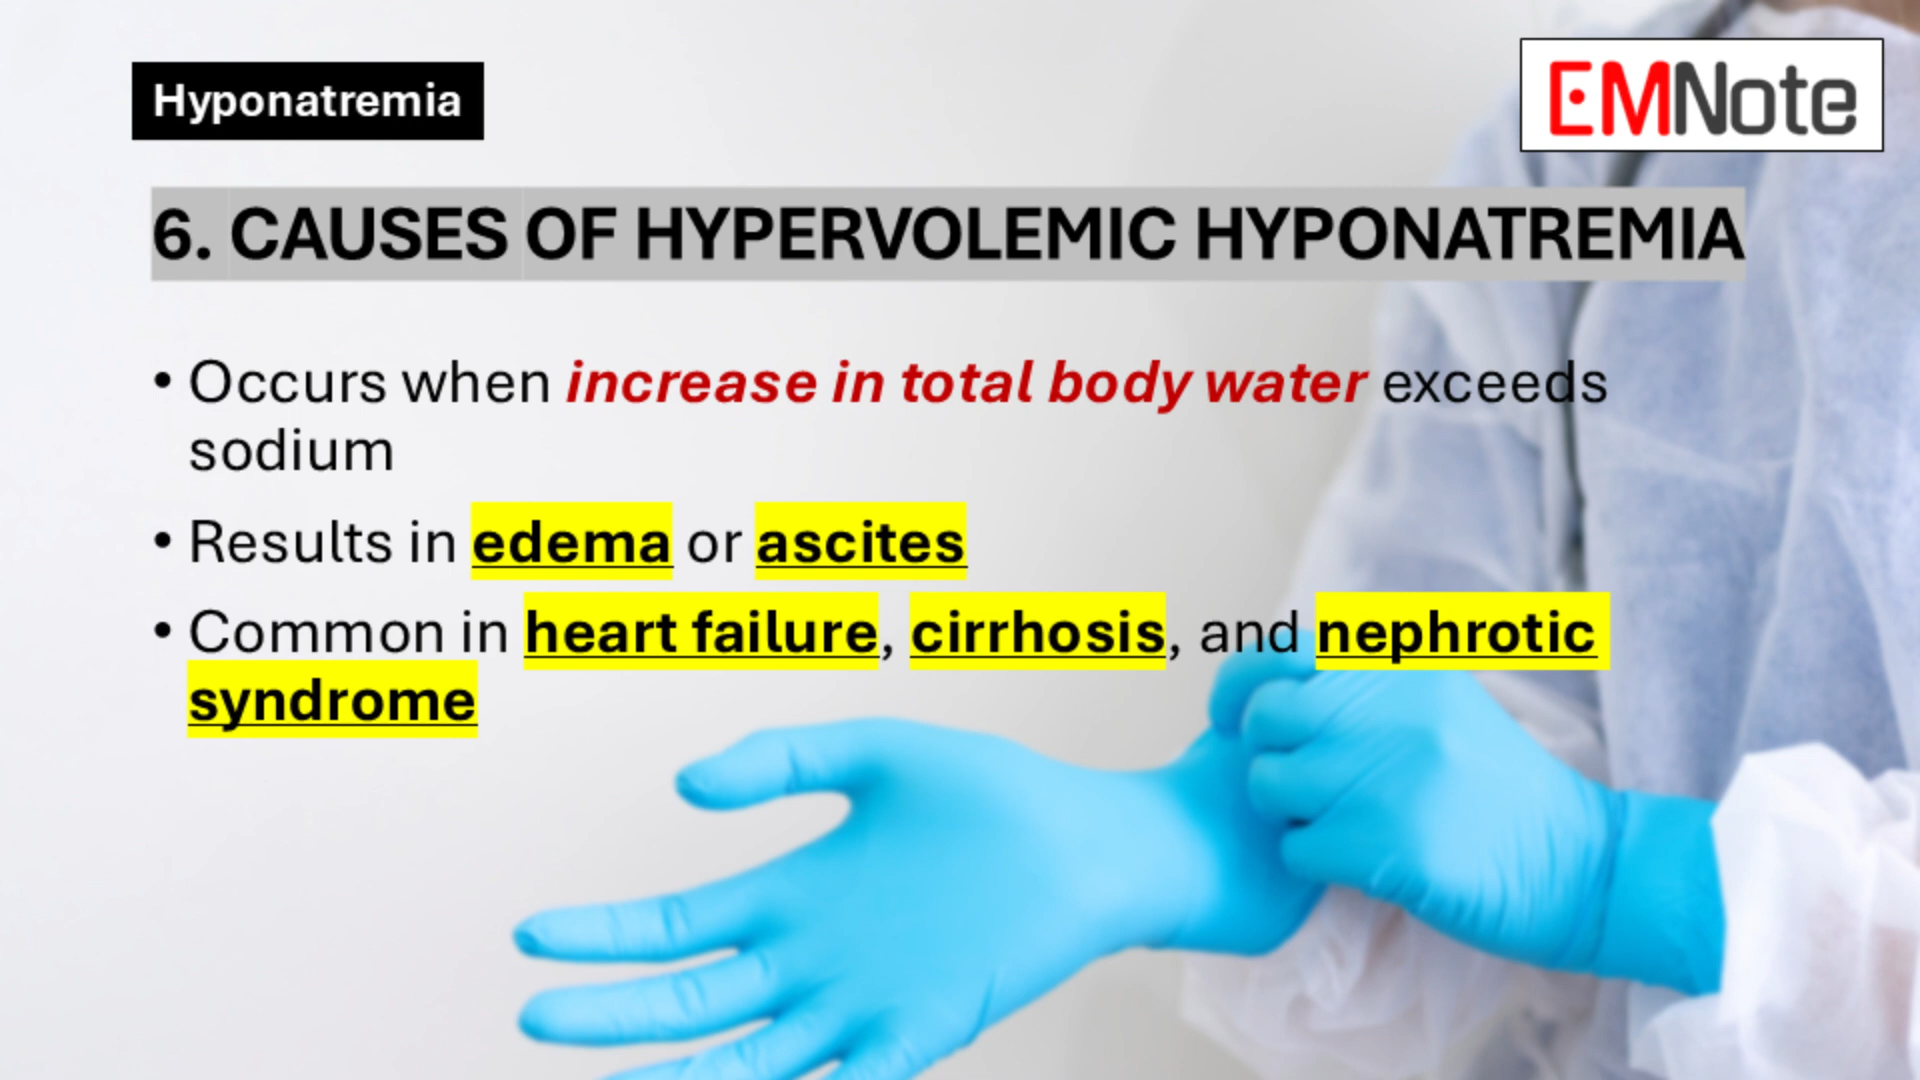 Hyponatremia
EMNote
6. CAUSES OF HYPERVOLEMIC HYPONATREMIA
• Occurs when increase in total body water exceeds
sodium
• Results in edema or ascites
• Common in heart failure, cirrhosis, and nephrotic
syndrome